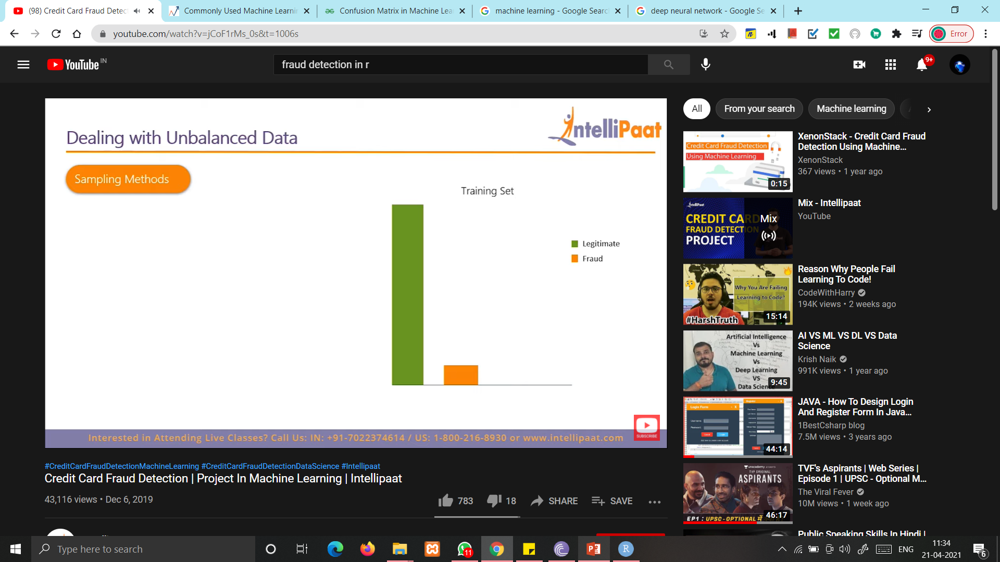 (98) Credit Card Fraud Detect
Commonly Used Machine Learni
Confusion Matrix in Machine Lea
machine learning - Google Searc
deep neural network - Google Se
youtube.com/watch?v=jCoF1rMs_0s&t=1006s
Error
YouTube IN
fraud detection in r
9+
IntelliPaat
Dealing with Unbalanced Data
Sampling Methods
Training Set
Legitimate
Fraud
SUBSCRIBE
Interested in Attending Live Classes? Call Us: IN: +91-7022374614 / US: 1-800-216-8930 or www.intellipaat.com
#CreditCardFraudDetectionMachineLearning #CreditCardFraudDetectionDataScience #Intellipaat
Credit Card Fraud Detection | Project In Machine Learning | Intellipaat
43,116 views • Dec 6, 2019
783
18
SHARE
SAVE
All
From your search
Machine learning
Credit Card Fraud Detection
Using Machine Learning
0:15
XenonStack - Credit Card Fraud
Detection Using Machine...
XenonStack
367 views • 1 year ago
IntelliPaat
CREDIT CARD
FRAUD DETECTION
PROJECT
Mix
Mix - Intellipaat
YouTube
Why You Are Failing
Learning to Code?
#HarshTruth
15:14
Reason Why People Fail
Learning To Code!
CodeWithHarry
194K views • 2 weeks ago
Artificial Intelligence
Vs
Machine Learning
Vs
Deep Learning
VS
Data Science
9:45
AI VS ML VS DL VS Data
Science
Krish Naik
991K views • 1 year ago
Login Form
Register
44:14
JAVA - How To Design Login
And Register Form In Java...
1BestCsharp blog
7.5M views • 3 years ago
unacademy presents
TVF ORIGINAL
ASPIRANTS
EP1 : UPSC - OPTIONAL में
46:17
TVF's Aspirants | Web Series |
Episode 1 | UPSC - Optional M...
The Viral Fever
10M views • 1 week ago
Public Speaking Skills In Hindi |
Type here to search
11
ENG
11:34
21-04-2021
6